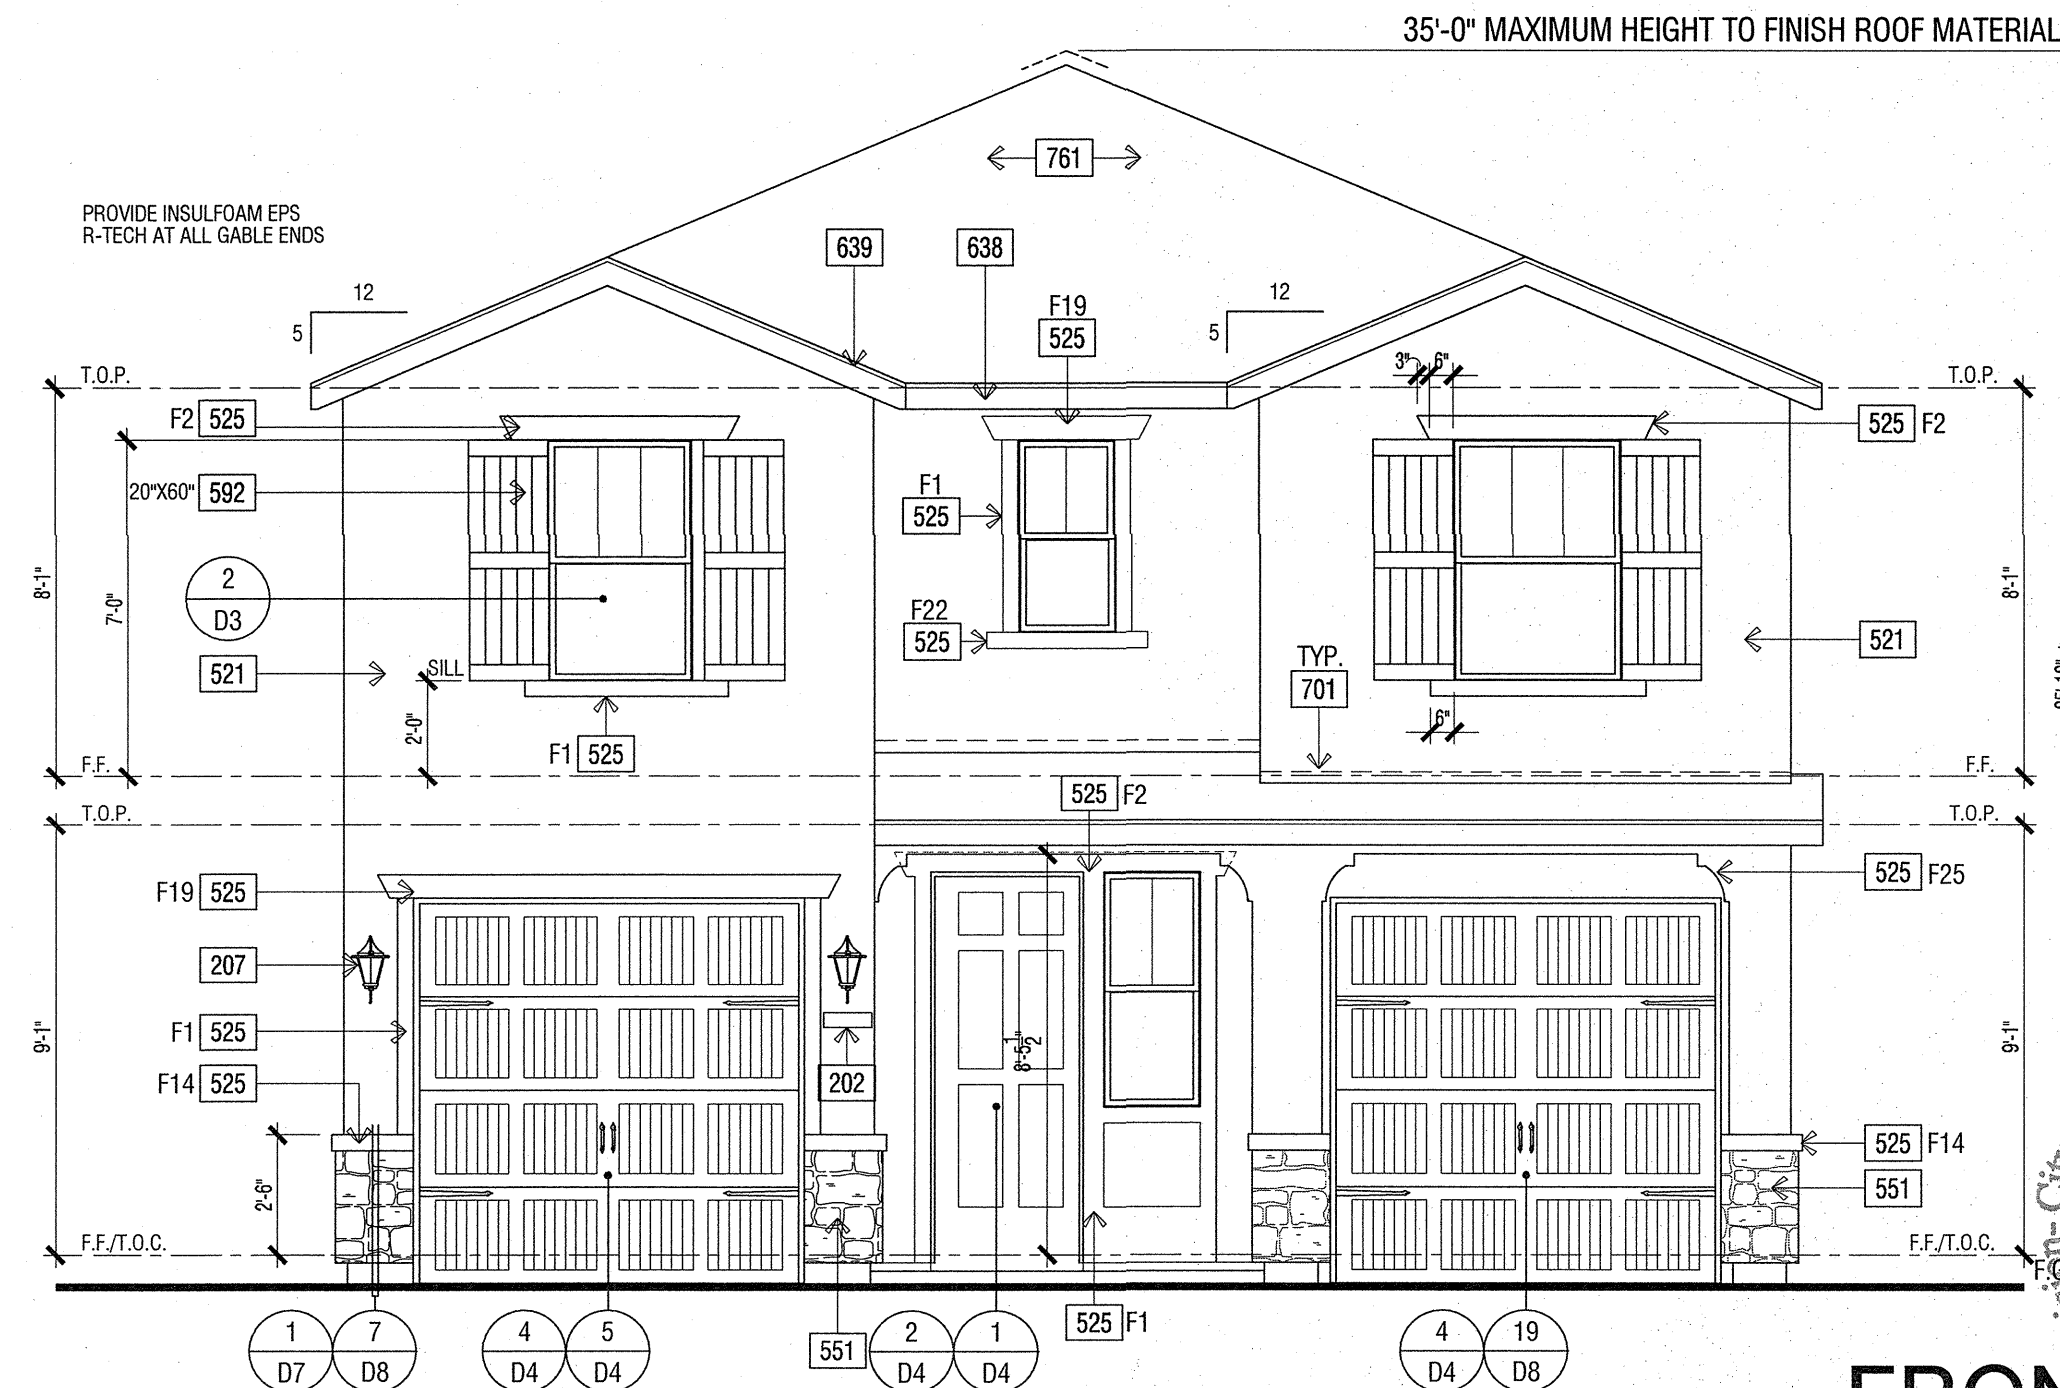 35'-0" MAXIMUM HEIGHT TO FINISH ROOF MATERIAL
761
PROVIDE INSULFOAM EPS
R-TECH AT ALL GABLE ENDS
639
638
12
5
12
5
F19
525
3"
6"
T.O.P.
T.O.P.
F2 525
525 F2
20"X60" 592
F1
525
2
D3
8'-1"
7'-0"
8'-1"
F22
525
521
521
SILL
TYP.
701
2'-0"
6"
F1 525
F.F.
F.F.
525 F2
T.O.P.
T.O.P.
F19 525
525 F25
207
F1 525
9'-1"
8'-5 1/2"
9'-1"
F14 525
202
525 F14
2'-6"
551
F.F./T.O.C.
F.F./T.O.C.
525 F1
551
1
D7
7
D8
4
D4
5
D4
2
D4
1
D4
4
D4
19
D8